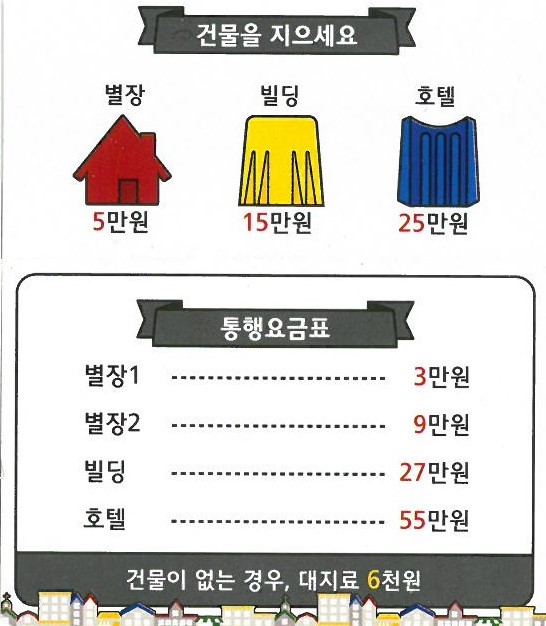 건물을 지으세요
별장 빌딩 호텔
5만원 15만원 25만원
통행요금표
별장1 ------------------------ 3만원
별장2 ------------------------ 9만원
빌딩 ------------------------ 27만원
호텔 ------------------------ 55만원
건물이 없는 경우, 대지료 6천원